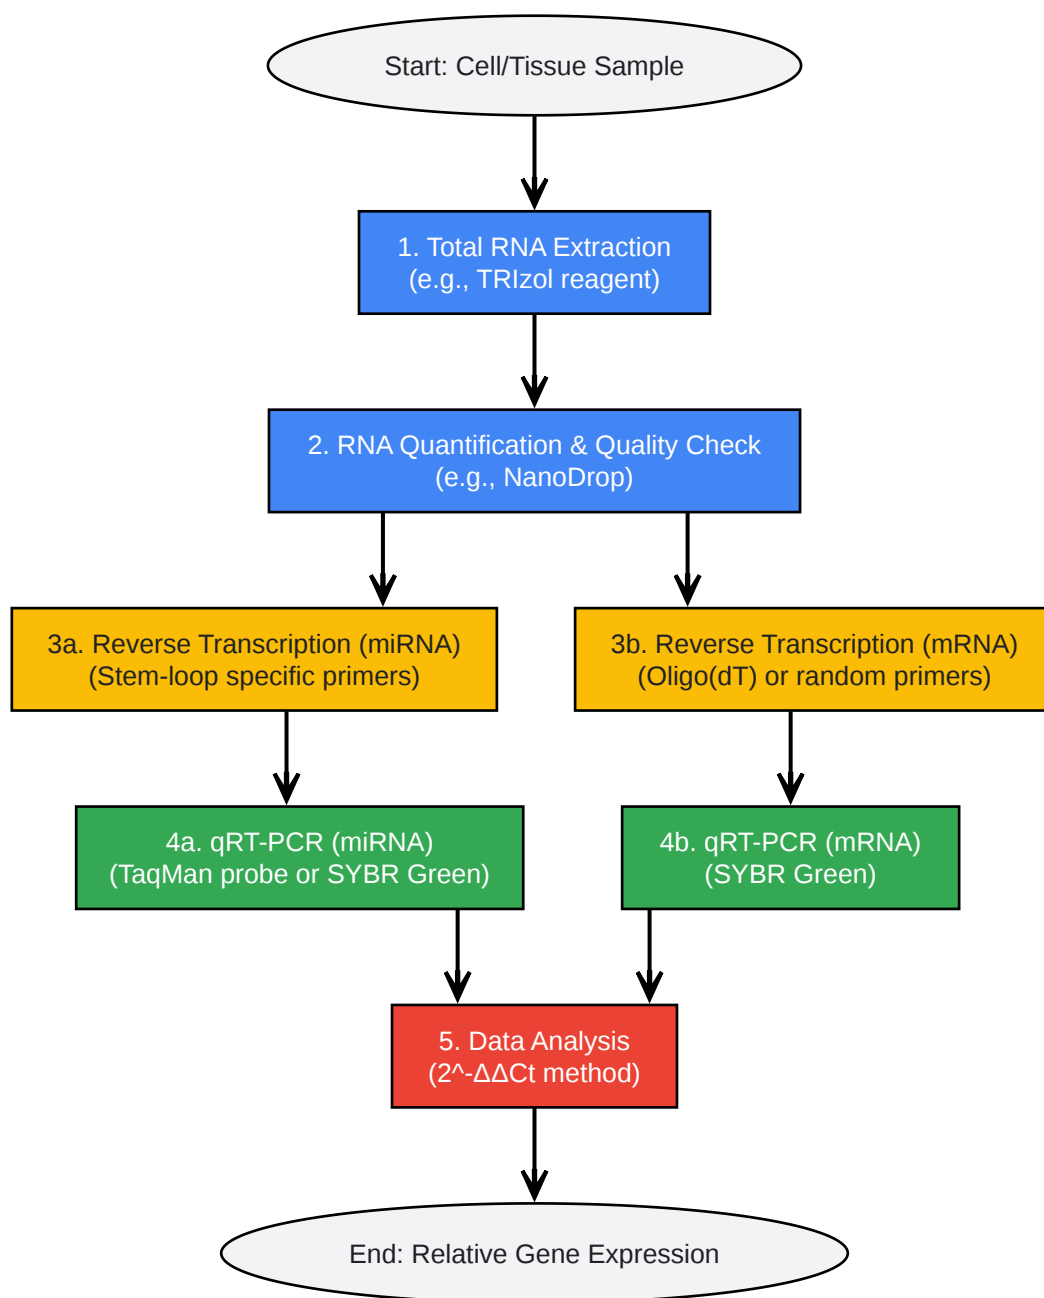 Start: Cell/Tissue Sample
1. Total RNA Extraction
(e.g., TRIzol reagent)
2. RNA Quantification & Quality Check
(e.g., NanoDrop)
3a. Reverse Transcription (miRNA)
(Stem-loop specific primers)
3b. Reverse Transcription (mRNA)
(Oligo(dT) or random primers)
4a. qRT-PCR (miRNA)
(TaqMan probe or SYBR Green)
4b. qRT-PCR (mRNA)
(SYBR Green)
5. Data Analysis
(2^-ΔΔCt method)
End: Relative Gene Expression